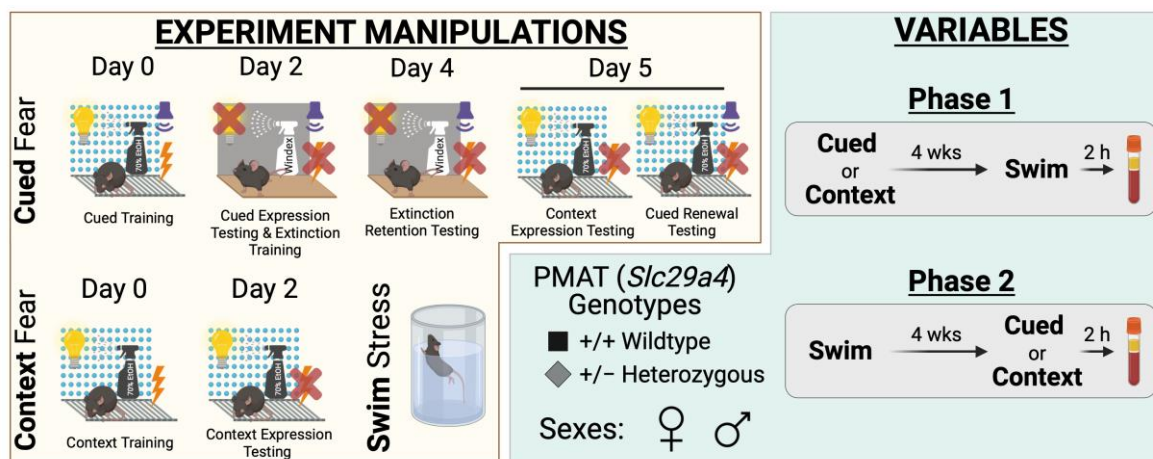 EXPERIMENT MANIPULATIONS
Cued Fear
Day 0
Day 2
Day 4
Day 5
70% EtOH
Windex
Windex
70% EtOH
70% EtOH
Cued Training
Cued Expression
Testing & Extinction
Training
Extinction
Retention Testing
Context
Expression Testing
Cued Renewal
Testing
Context Fear
Day 0
Day 2
70% EtOH
70% EtOH
Context Training
Context Expression
Testing
Swim Stress
VARIABLES
Phase 1
Cued
or
Context
4 wks
Swim
2 h
PMAT (Slc29a4)
Genotypes
+/+ Wildtype
+/− Heterozygous
Sexes: ♀ ♂
Phase 2
Swim
4 wks
Cued
or
Context
2 h